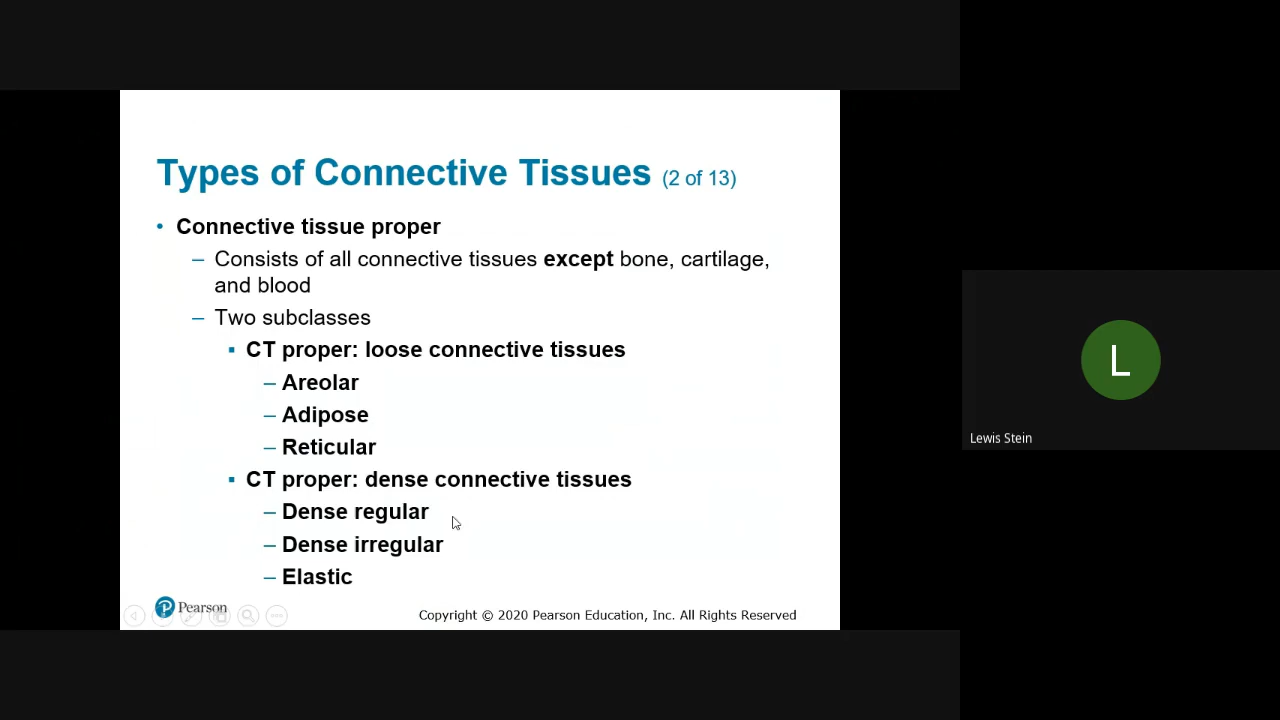 Types of Connective Tissues (2 of 13)
• Connective tissue proper
– Consists of all connective tissues except bone, cartilage,
and blood
– Two subclasses
▪ CT proper: loose connective tissues
– Areolar
– Adipose
– Reticular
▪ CT proper: dense connective tissues
– Dense regular
– Dense irregular
– Elastic
P Pearson
Copyright © 2020 Pearson Education, Inc. All Rights Reserved
L
Lewis Stein